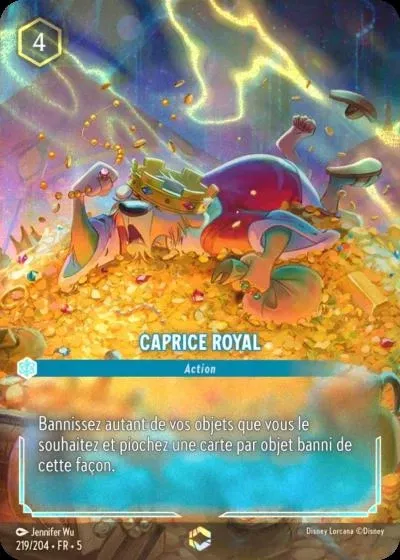 4
CAPRICE ROYAL
Action
Bannissez autant de vos objets que vous le
souhaitez et piochez une carte par objet banni de
cette façon.
Jennifer Wu
Disney Lorcana ©Disney
219/204 • FR • 5